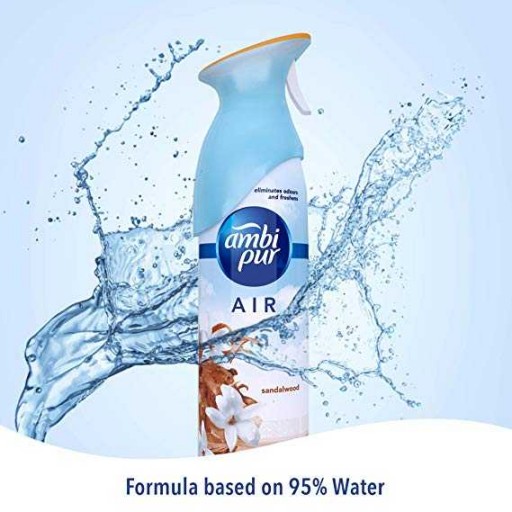 eliminates odours
and freshens
ambi
pur
AIR
sandalwood
Formula based on 95% Water